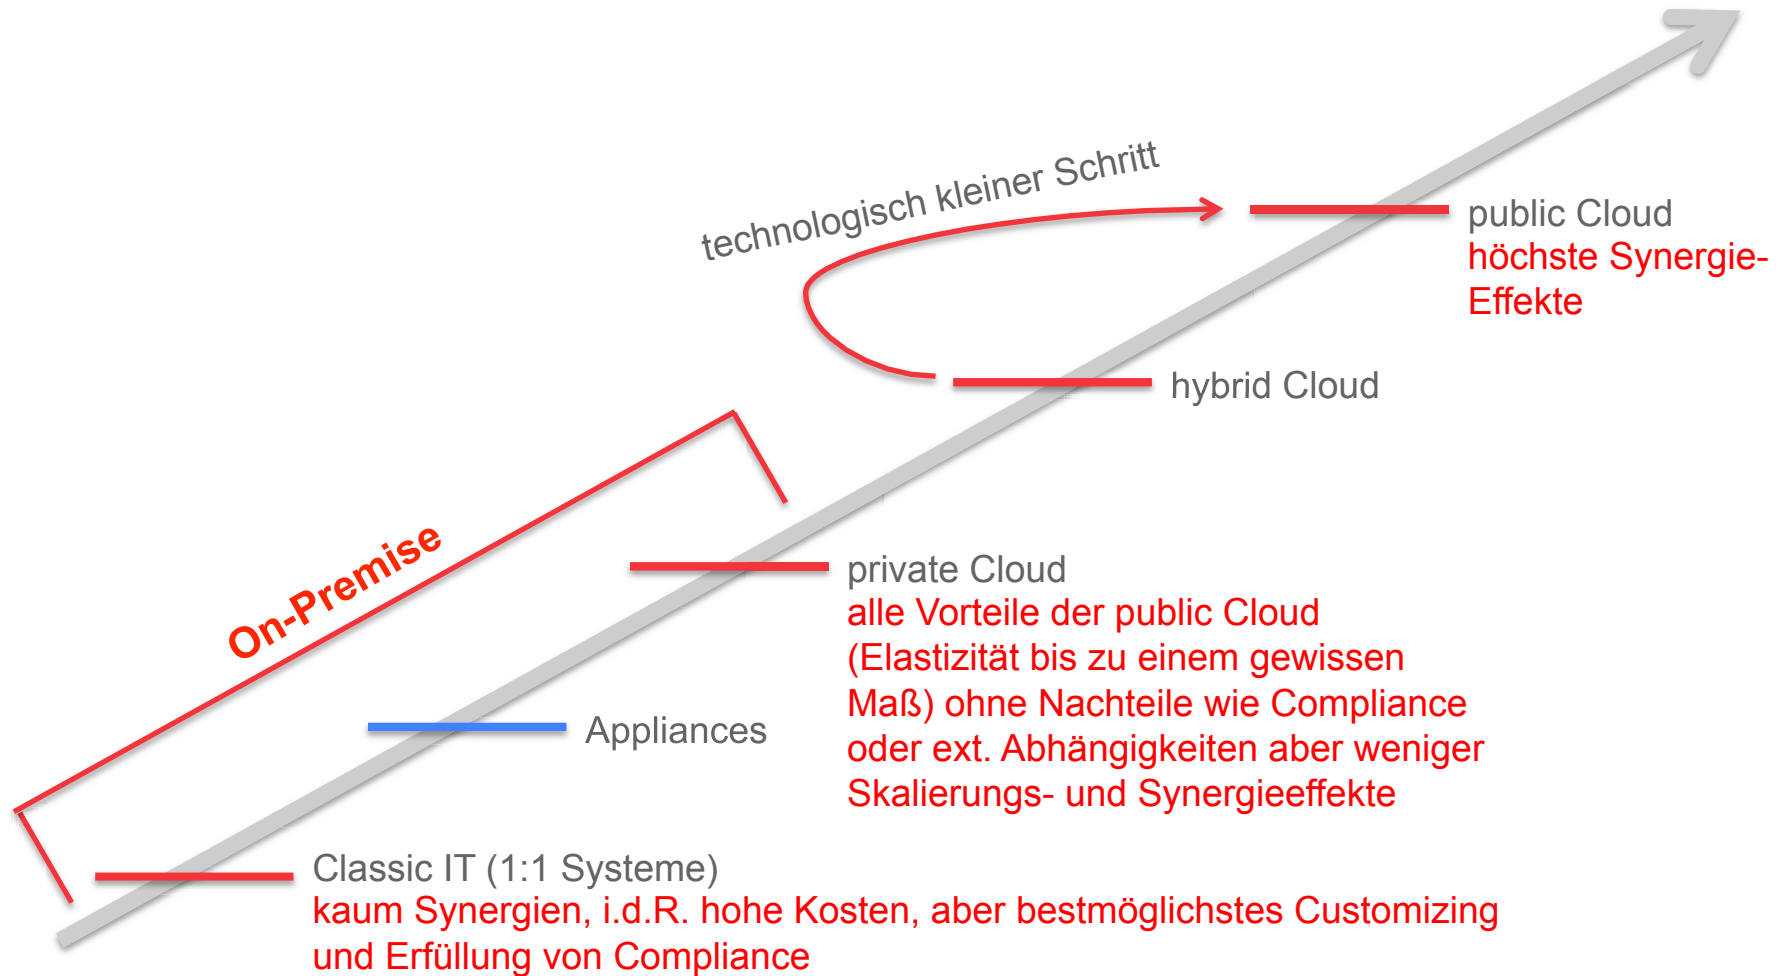 technologisch kleiner Schritt
public Cloud
höchste Synergie-
Effekte
hybrid Cloud
On-Premise
private Cloud
alle Vorteile der public Cloud
(Elastizität bis zu einem gewissen
Maß) ohne Nachteile wie Compliance
oder ext. Abhängigkeiten aber weniger
Skalierungs- und Synergieeffekte
Appliances
Classic IT (1:1 Systeme)
kaum Synergien, i.d.R. hohe Kosten, aber bestmöglichstes Customizing
und Erfüllung von Compliance